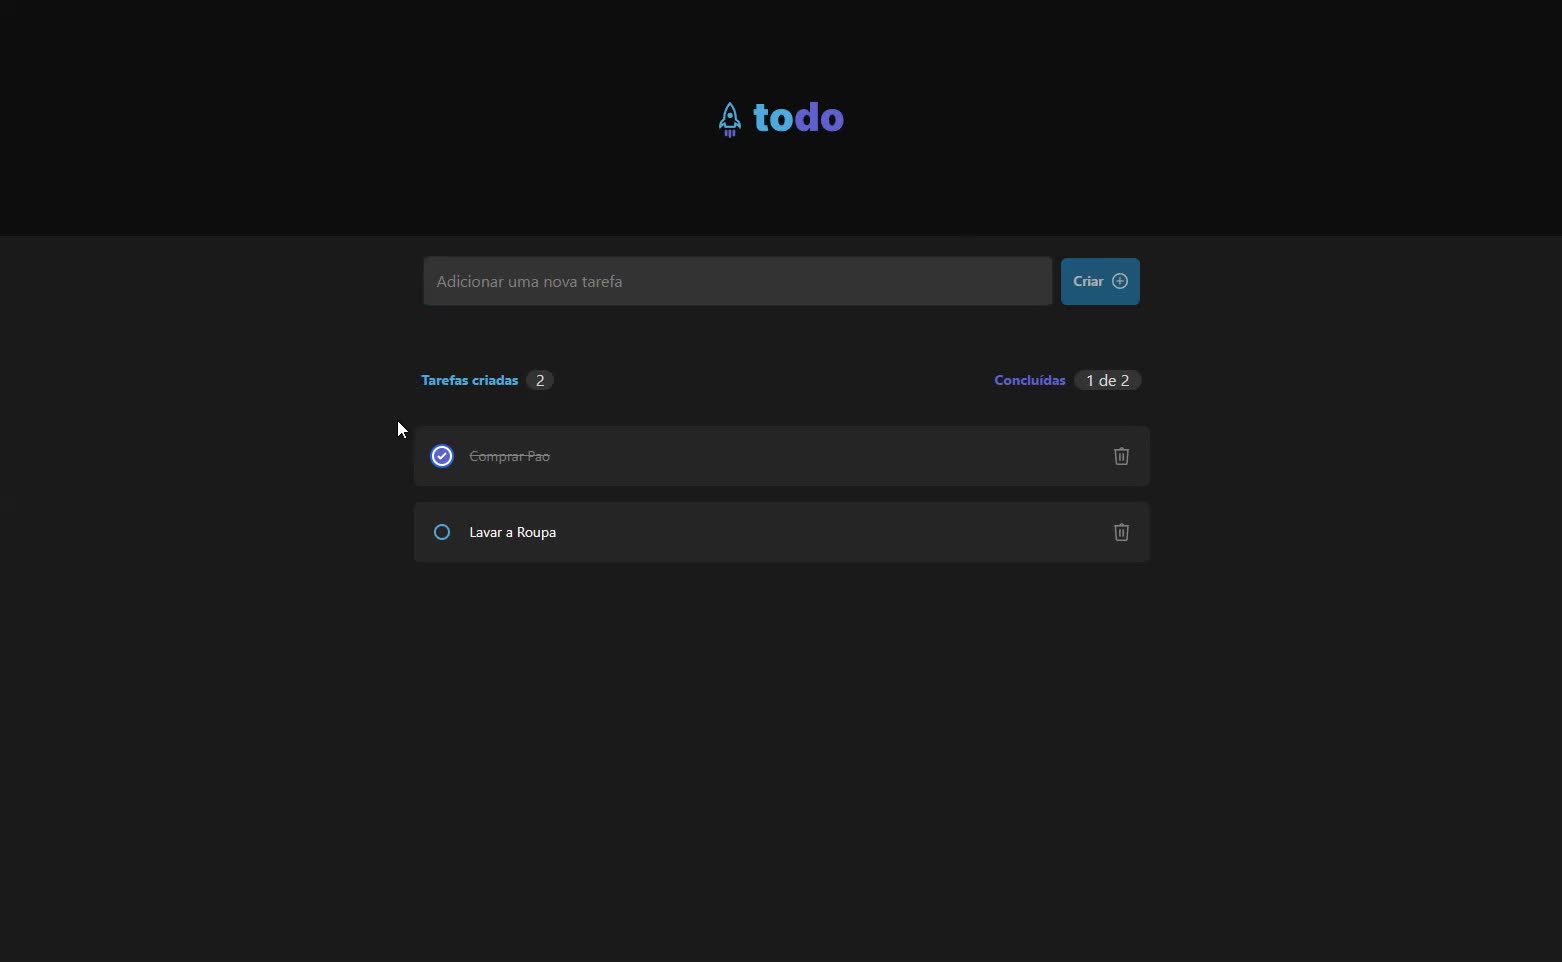 todo
Adicionar uma nova tarefa
Criar
Tarefas criadas 2
Concluídas 1 de 2
Comprar Pao
Lavar a Roupa